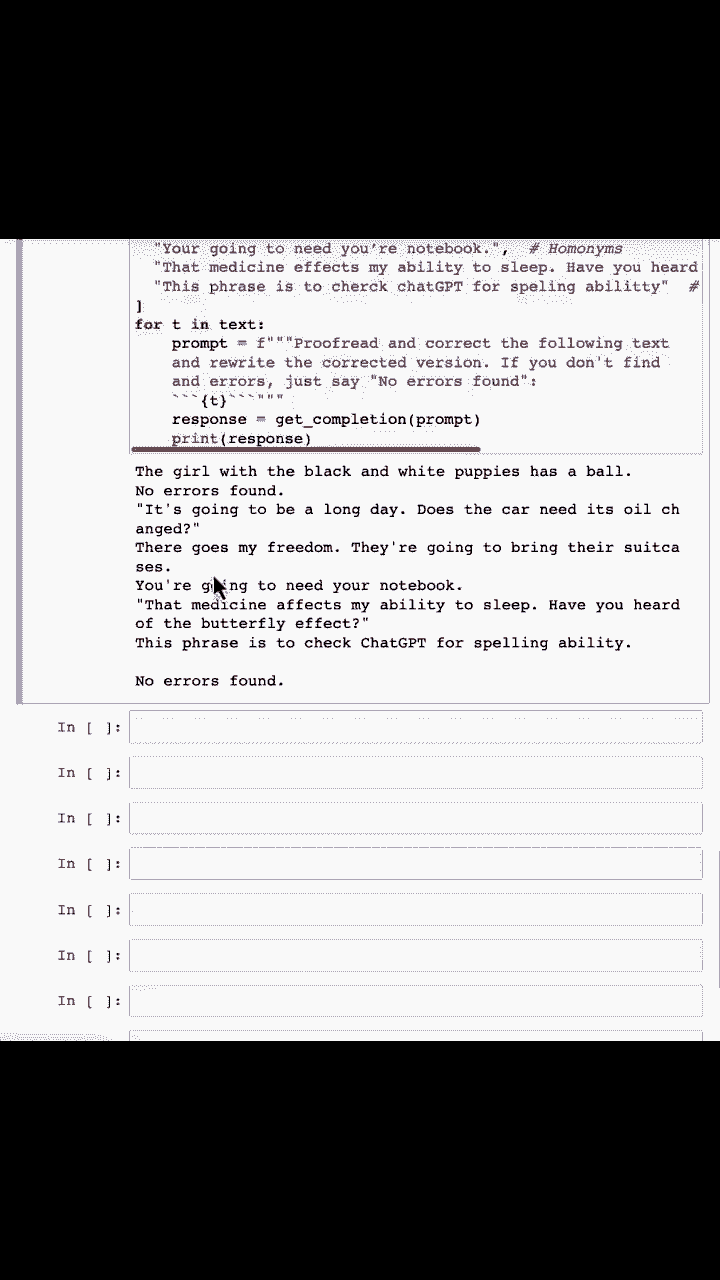 "Your going to need you're notebook.",  # Homonyms
"That medicine effects my ability to sleep. Have you heard
"This phrase is to cherck chatGPT for speling abilitty"  #
]
for t in text:
    prompt = f"""Proofread and correct the following text
    and rewrite the corrected version. If you don't find
    and errors, just say "No errors found":
    ```{t}```"""
    response = get_completion(prompt)
    print(response)
The girl with the black and white puppies has a ball.
No errors found.
"It's going to be a long day. Does the car need its oil ch
anged?"
There goes my freedom. They're going to bring their suitca
ses.
You're going to need your notebook.
"That medicine affects my ability to sleep. Have you heard
of the butterfly effect?"
This phrase is to check ChatGPT for spelling ability.
No errors found.
In [ ]:
In [ ]:
In [ ]:
In [ ]:
In [ ]:
In [ ]:
In [ ]: